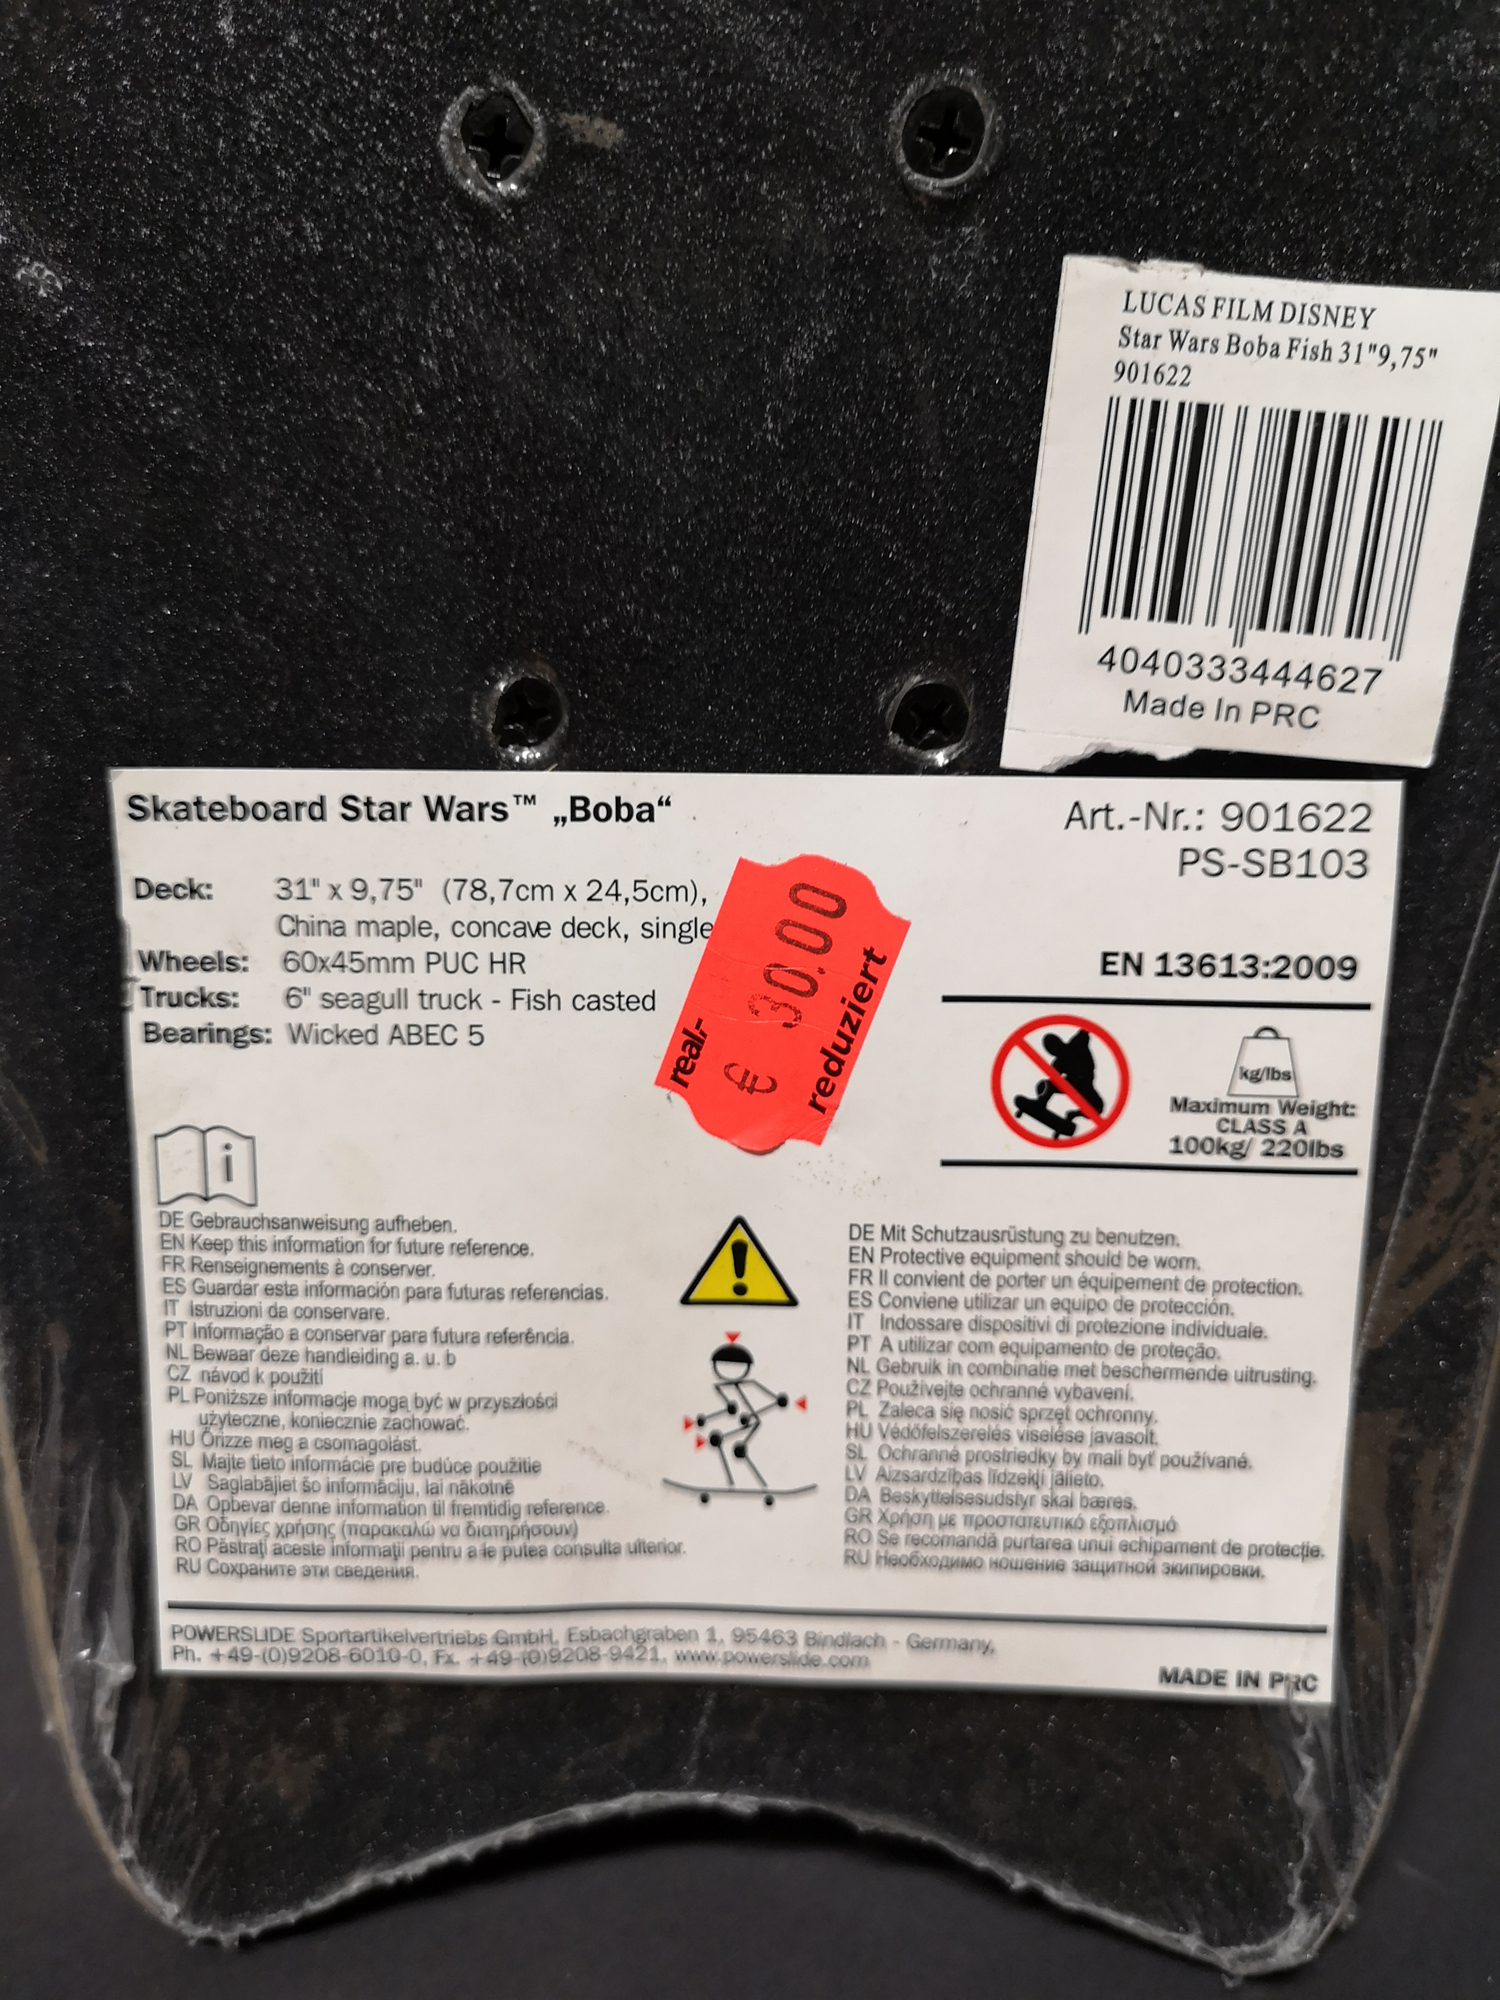 LUCAS FILM DISNEY
Star Wars Boba Fish 31"9,75"
901622
4040333444627
Made In PRC
Skateboard Star Wars™ „Boba“
Art.-Nr.: 901622
PS-SB103
Deck: 31" x 9,75" (78,7cm x 24,5cm),
China maple, concave deck, single
Wheels: 60x45mm PUC HR
Trucks: 6" seagull truck - Fish casted
Bearings: Wicked ABEC 5
real,-
€ 30.00
reduziert
EN 13613:2009
kg/lbs
Maximum Weight:
CLASS A
100kg/ 220lbs
i
DE Gebrauchsanweisung aufheben.
EN Keep this information for future reference.
FR Renseignements à conserver.
ES Guardar esta información para futuras referencias.
IT Istruzioni da conservare.
PT Informação a conservar para futura referência.
NL Bewaar deze handleiding a. u. b
CZ návod k použití
PL Poniższe informacje mogą być w przyszłości
użyteczne, koniecznie zachować.
HU Őrizze meg a csomagolást.
SL Majte tieto informácie pre budúce použitie
LV Saglabājiet šo informāciju, lai nākotnē
DA Opbevar denne information til fremtidig reference.
GR Οδηγίες χρήσης (παρακαλώ να διατηρήσουν)
RO Păstraţi aceste informaţii pentru a le putea consulta ulterior.
RU Сохраните эти сведения.
DE Mit Schutzausrüstung zu benutzen.
EN Protective equipment should be worn.
FR Il convient de porter un équipement de protection.
ES Conviene utilizar un equipo de protección.
IT Indossare dispositivi di protezione individuale.
PT A utilizar com equipamento de proteção.
NL Gebruik in combinatie met beschermende uitrusting.
CZ Používejte ochranné vybavení.
PL Zaleca się nosić sprzęt ochronny.
HU Védőfelszerelés viselése javasolt.
SL Ochranné prostriedky by mali byť používané.
LV Aizsardzības līdzekļi jālieto.
DA Beskyttelsesudstyr skal bæres.
GR Χρήση με προστατευτικό εξοπλισμό
RO Se recomandă purtarea unui echipament de protecţie.
RU Необходимо ношение защитной экипировки.
POWERSLIDE Sportartikelvertriebs GmbH, Esbachgraben 1, 95463 Bindlach - Germany,
Ph. +49-(0)9208-6010-0, Fx. +49-(0)9208-9421, www.powerslide.com
MADE IN PRC